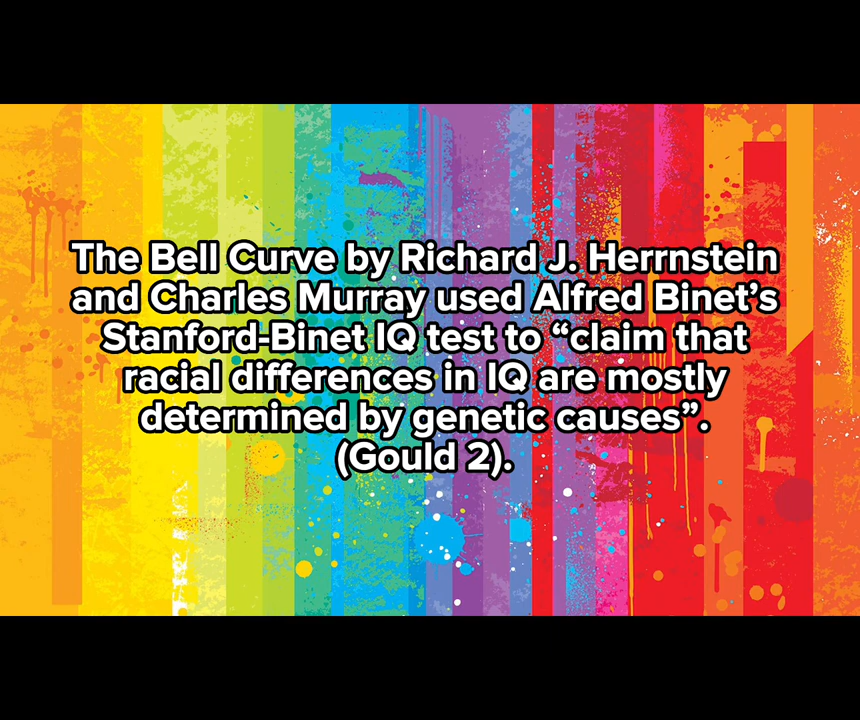 The Bell Curve by Richard J. Herrnstein
and Charles Murray used Alfred Binet’s
Stanford-Binet IQ test to “claim that
racial differences in IQ are mostly
determined by genetic causes”.
(Gould 2).